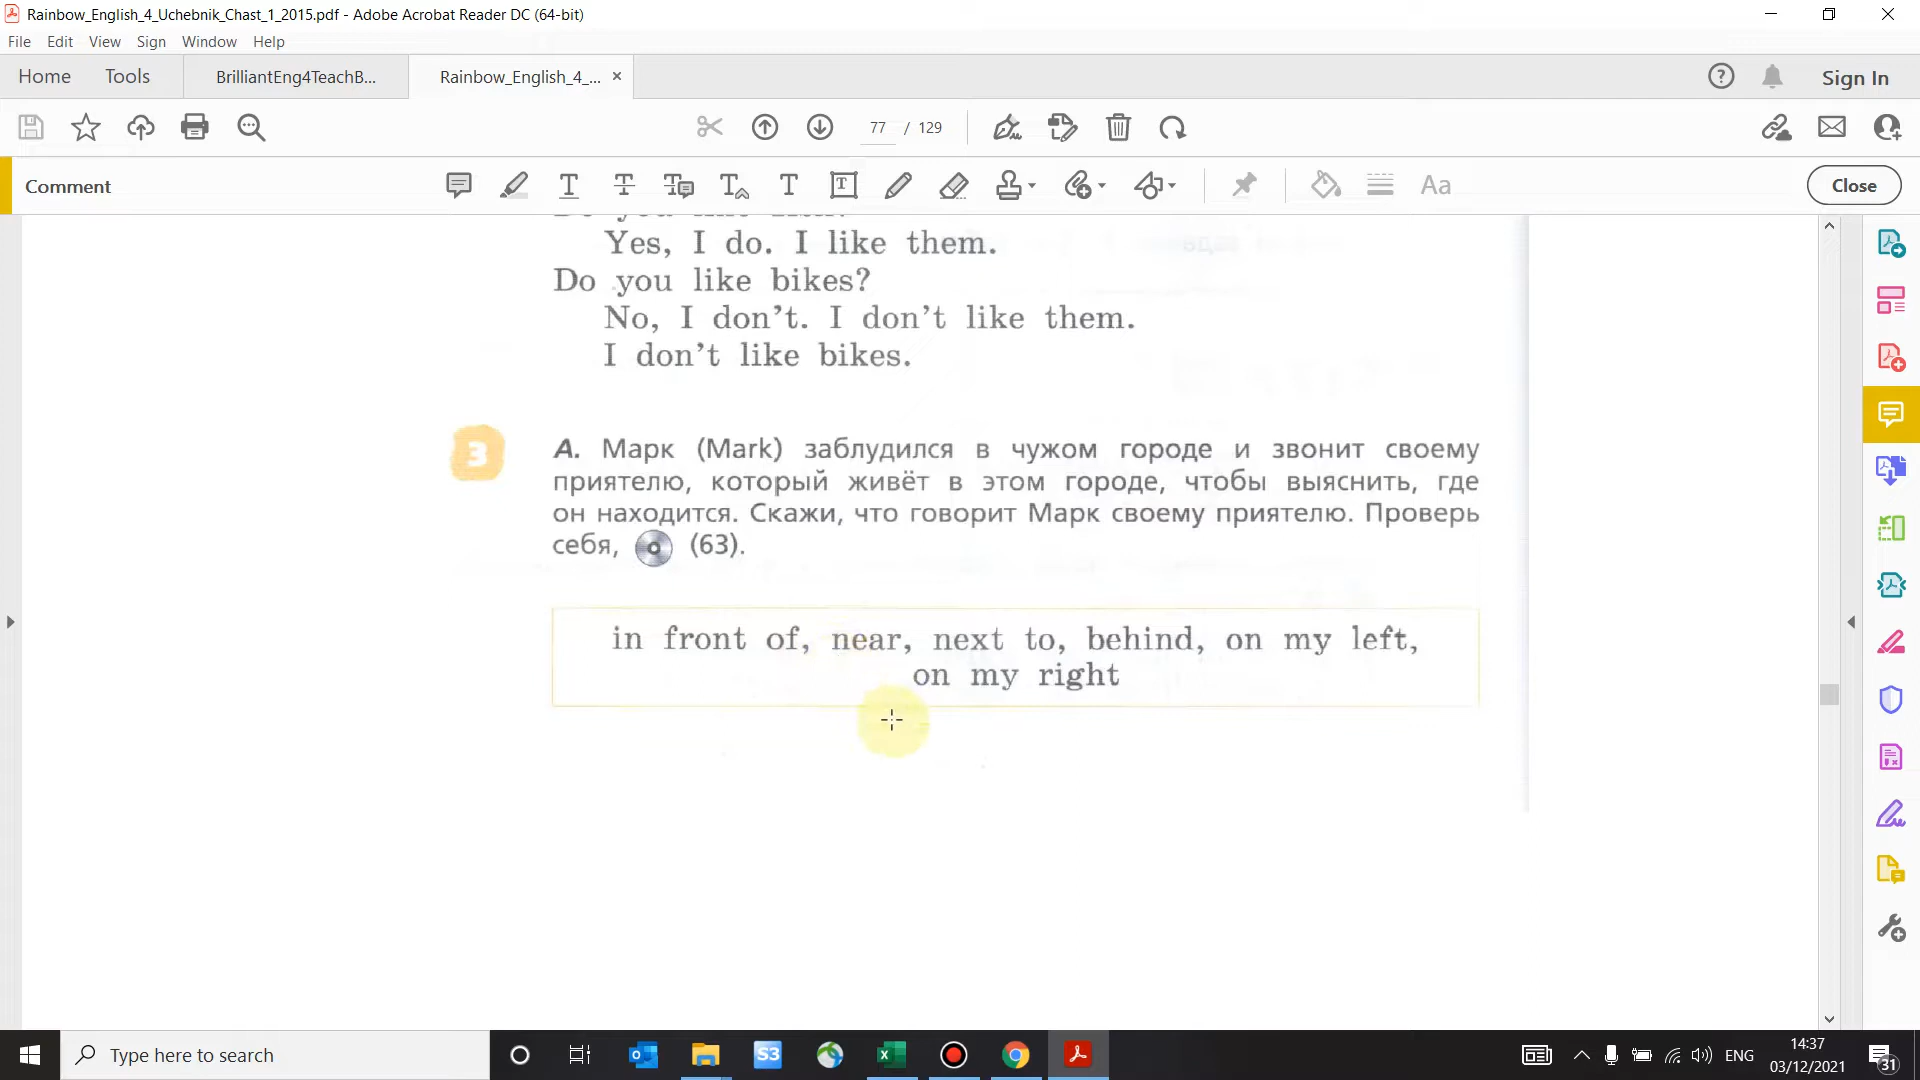 Rainbow_English_4_Uchebnik_Chast_1_2015.pdf - Adobe Acrobat Reader DC (64-bit)
File Edit View Sign Window Help
Home Tools BrilliantEng4TeachB... Rainbow_English_4_... × Sign In
77 / 129
Comment Close
Yes, I do. I like them.
Do you like bikes?
No, I don't. I don't like them.
I don't like bikes.
3 А. Марк (Mark) заблудился в чужом городе и звонит своему
приятелю, который живёт в этом городе, чтобы выяснить, где
он находится. Скажи, что говорит Марк своему приятелю. Проверь
себя, (63).
in front of, near, next to, behind, on my left,
on my right
Type here to search
ENG
14:37
03/12/2021
31